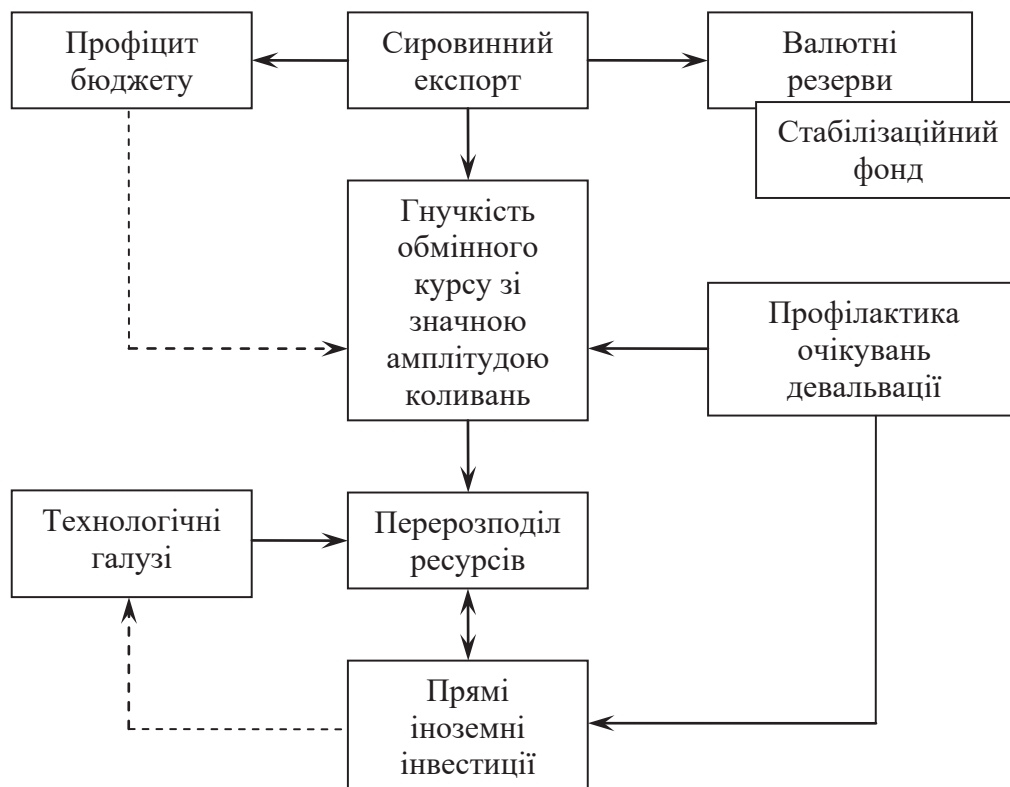 Профіцит
бюджету
Сировинний
експорт
Валютні
резерви
Стабілізаційний
фонд
Гнучкість
обмінного
курсу зі
значною
амплітудою
коливань
Профілактика
очікувань
девальвації
Технологічні
галузі
Перерозподіл
ресурсів
Прямі
іноземні
інвестиції